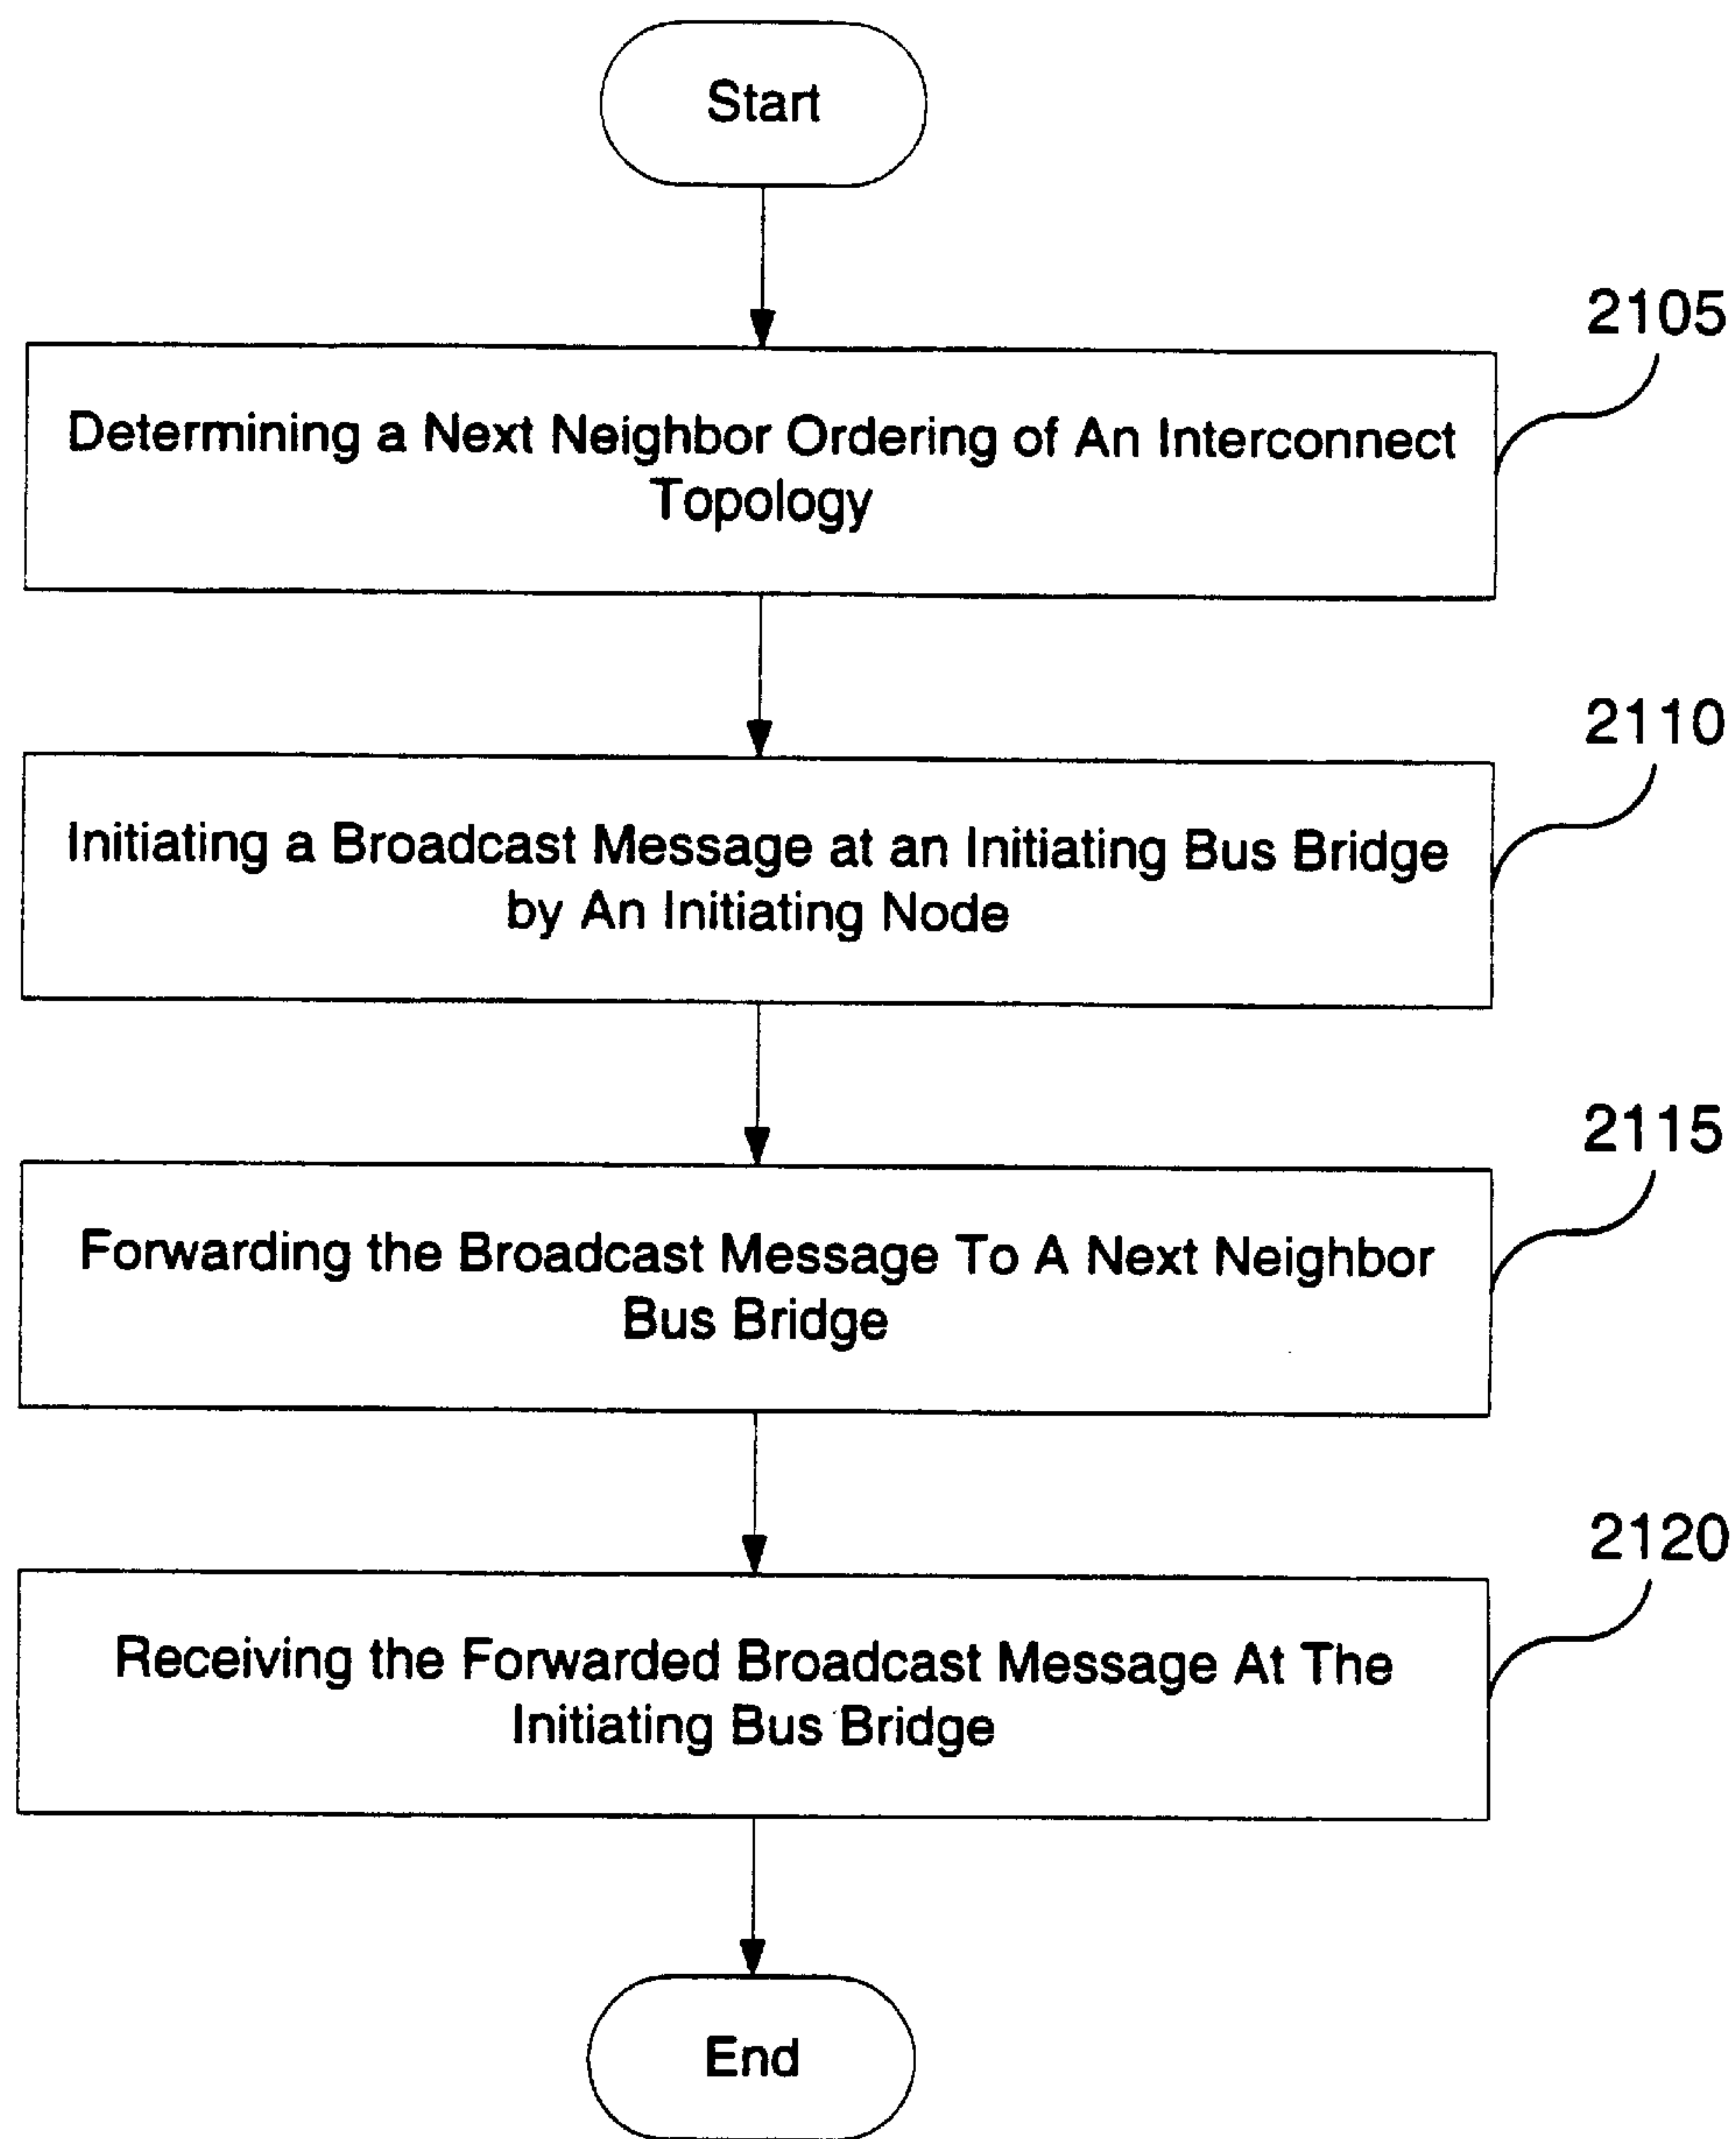 Start
2105
Determining a Next Neighbor Ordering of An Interconnect
Topology
2110
Initiating a Broadcast Message at an Initiating Bus Bridge
by An Initiating Node
2115
Forwarding the Broadcast Message To A Next Neighbor
Bus Bridge
2120
Receiving the Forwarded Broadcast Message At The
Initiating Bus Bridge
End